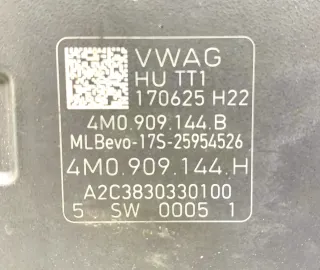 VWAG
HU TT1
170625 H22
4M0.909.144.B
MLBevo-17S-25954526
4M0.909.144.H
A2C3830330100
5 SW 0005 1